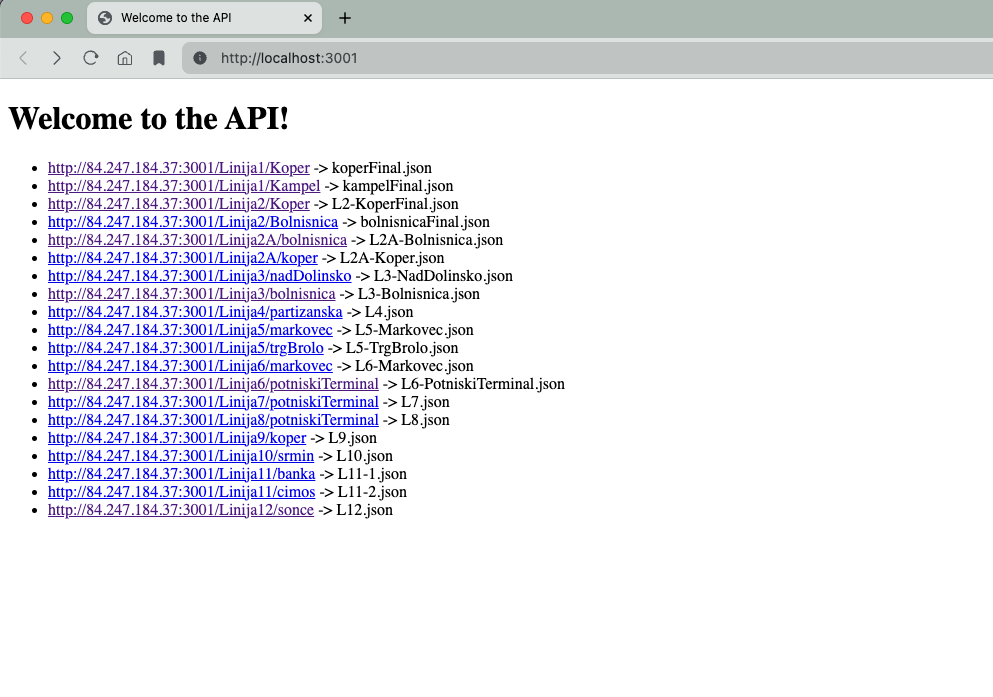 Welcome to the API
http://localhost:3001
Welcome to the API!
http://84.247.184.37:3001/Linija1/Koper -> koperFinal.json
http://84.247.184.37:3001/Linija1/Kampel -> kampelFinal.json
http://84.247.184.37:3001/Linija2/Koper -> L2-KoperFinal.json
http://84.247.184.37:3001/Linija2/Bolnisnica -> bolnisnicaFinal.json
http://84.247.184.37:3001/Linija2A/bolnisnica -> L2A-Bolnisnica.json
http://84.247.184.37:3001/Linija2A/koper -> L2A-Koper.json
http://84.247.184.37:3001/Linija3/nadDolinsko -> L3-NadDolinsko.json
http://84.247.184.37:3001/Linija3/bolnisnica -> L3-Bolnisnica.json
http://84.247.184.37:3001/Linija4/partizanska -> L4.json
http://84.247.184.37:3001/Linija5/markovec -> L5-Markovec.json
http://84.247.184.37:3001/Linija5/trgBrolo -> L5-TrgBrolo.json
http://84.247.184.37:3001/Linija6/markovec -> L6-Markovec.json
http://84.247.184.37:3001/Linija6/potniskiTerminal -> L6-PotniskiTerminal.json
http://84.247.184.37:3001/Linija7/potniskiTerminal -> L7.json
http://84.247.184.37:3001/Linija8/potniskiTerminal -> L8.json
http://84.247.184.37:3001/Linija9/koper -> L9.json
http://84.247.184.37:3001/Linija10/srmin -> L10.json
http://84.247.184.37:3001/Linija11/banka -> L11-1.json
http://84.247.184.37:3001/Linija11/cimos -> L11-2.json
http://84.247.184.37:3001/Linija12/sonce -> L12.json